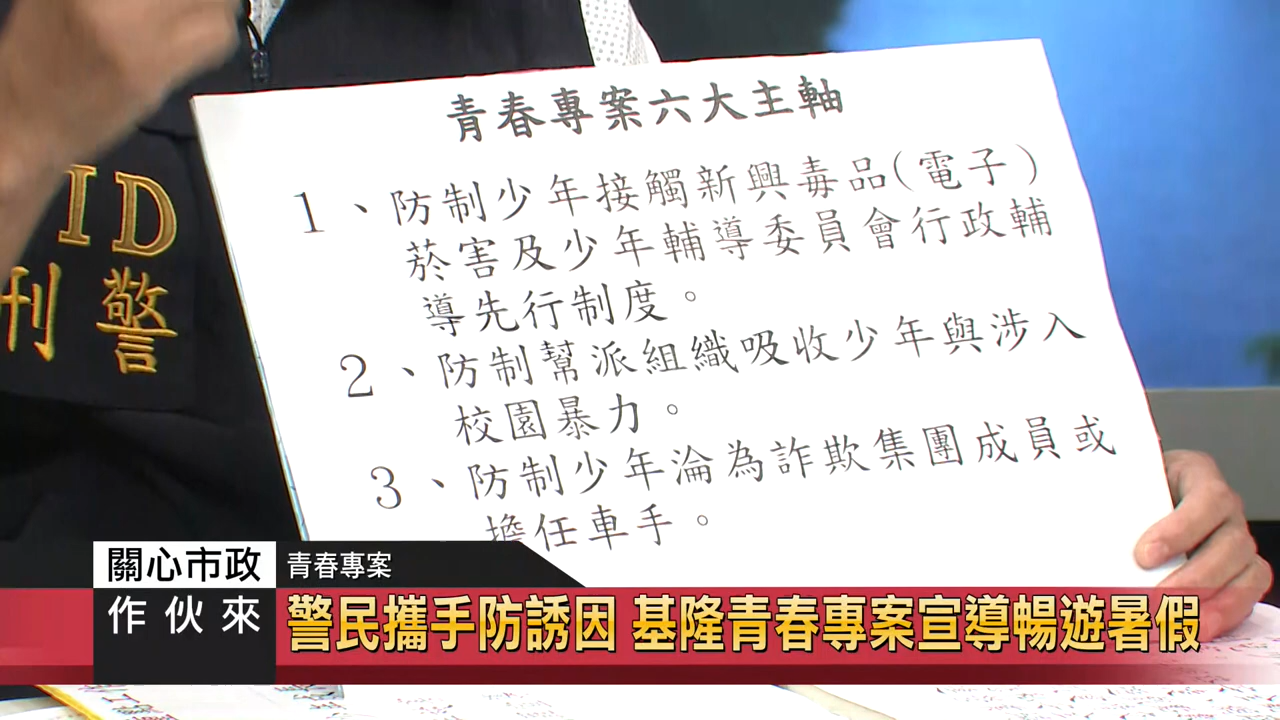 青春專案六大主軸
1、防制少年接觸新興毒品(電子)
菸害及少年輔導委員會行政輔
導先行制度。
2、防制幫派組織吸收少年與涉入
校園暴力。
3、防制少年淪為詐欺集團成員或
擔任車手。
ID
刑警
關心市政
作伙來
青春專案
警民攜手防誘因 基隆青春專案宣導暢遊暑假